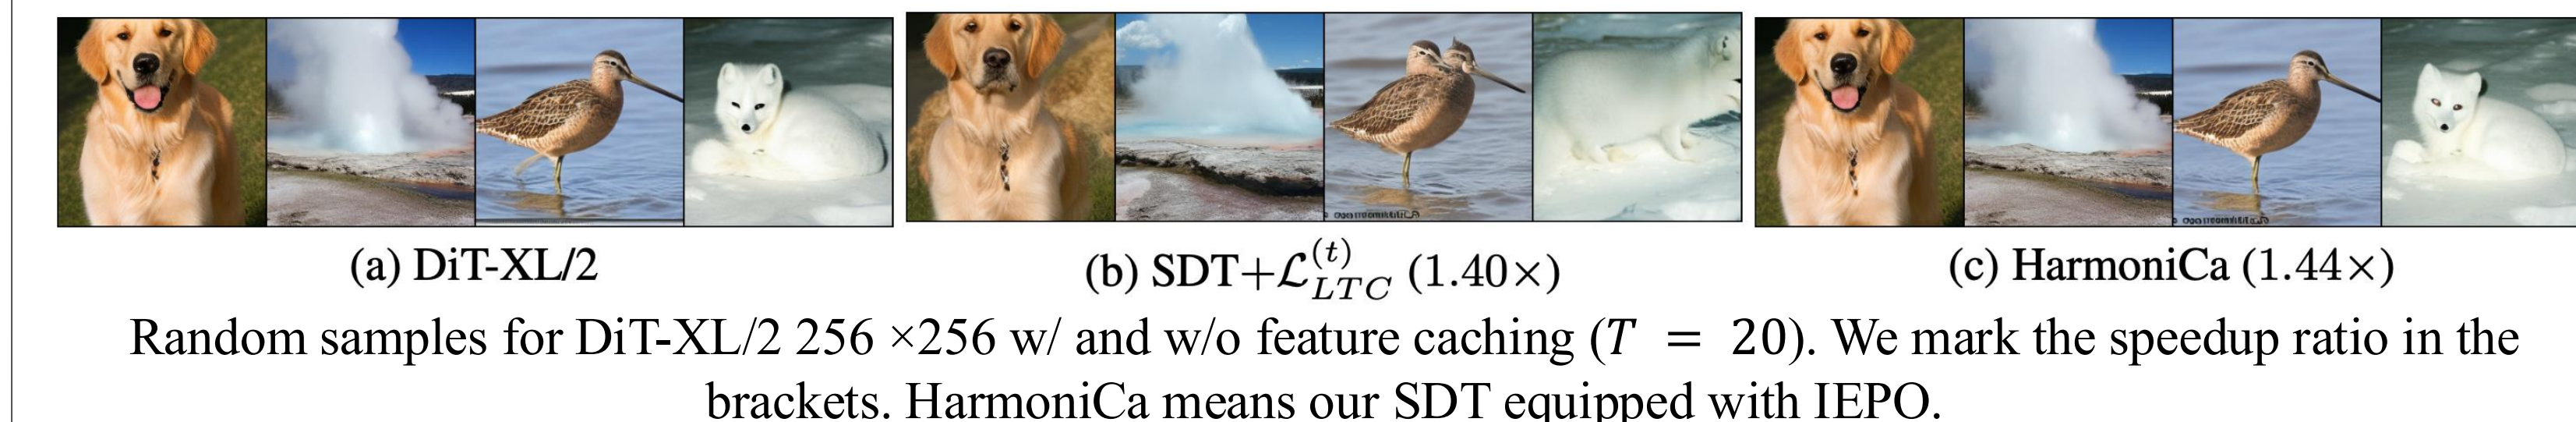 (a) DiT-XL/2
(b) SDT+ℒ_{LTC}^{(t)} (1.40×)
(c) HarmoniCa (1.44×)
Random samples for DiT-XL/2 256 ×256 w/ and w/o feature caching (T = 20). We mark the speedup ratio in the
brackets. HarmoniCa means our SDT equipped with IEPO.